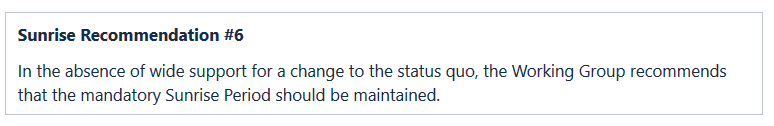 Sunrise Recommendation #6
In the absence of wide support for a change to the status quo, the Working Group recommends
that the mandatory Sunrise Period should be maintained.